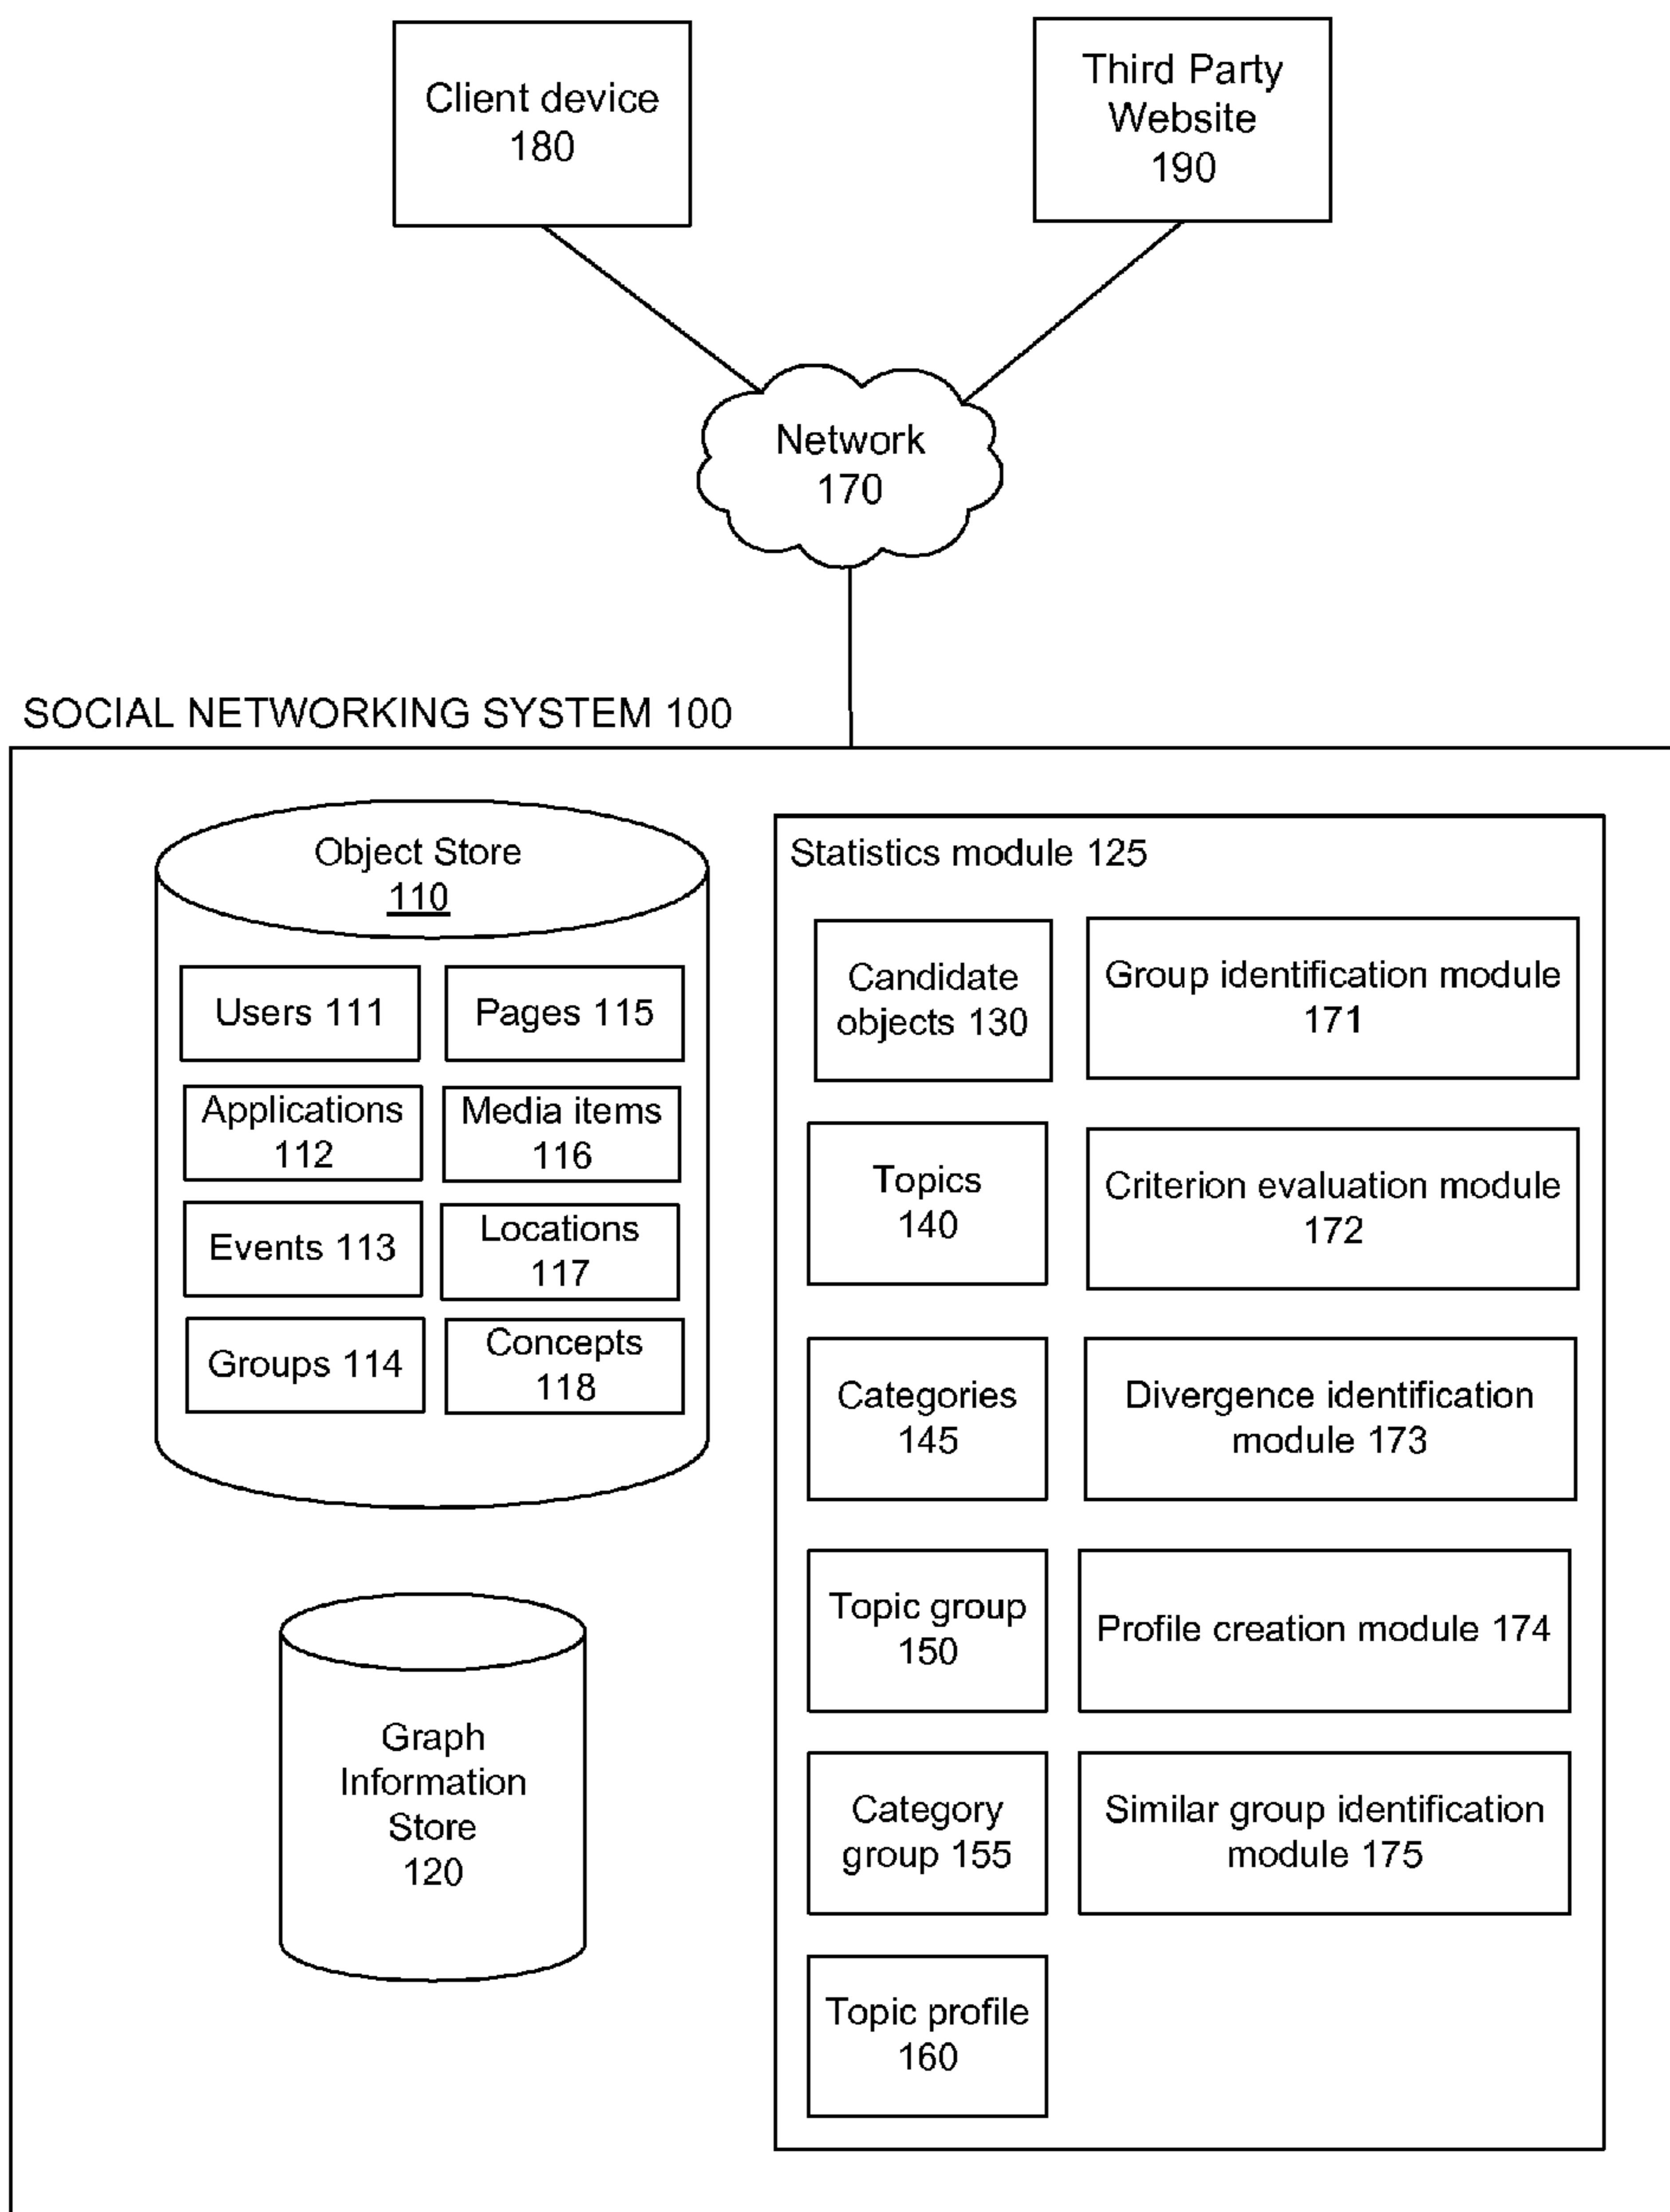 Client device
180
Third Party
Website
190
Network
170
SOCIAL NETWORKING SYSTEM 100
Object Store
110
Users 111
Pages 115
Applications
112
Media items
116
Events 113
Locations
117
Groups 114
Concepts
118
Graph
Information
Store
120
Statistics module 125
Candidate
objects 130
Group identification module
171
Topics
140
Criterion evaluation module
172
Categories
145
Divergence identification
module 173
Topic group
150
Profile creation module 174
Category
group 155
Similar group identification
module 175
Topic profile
160